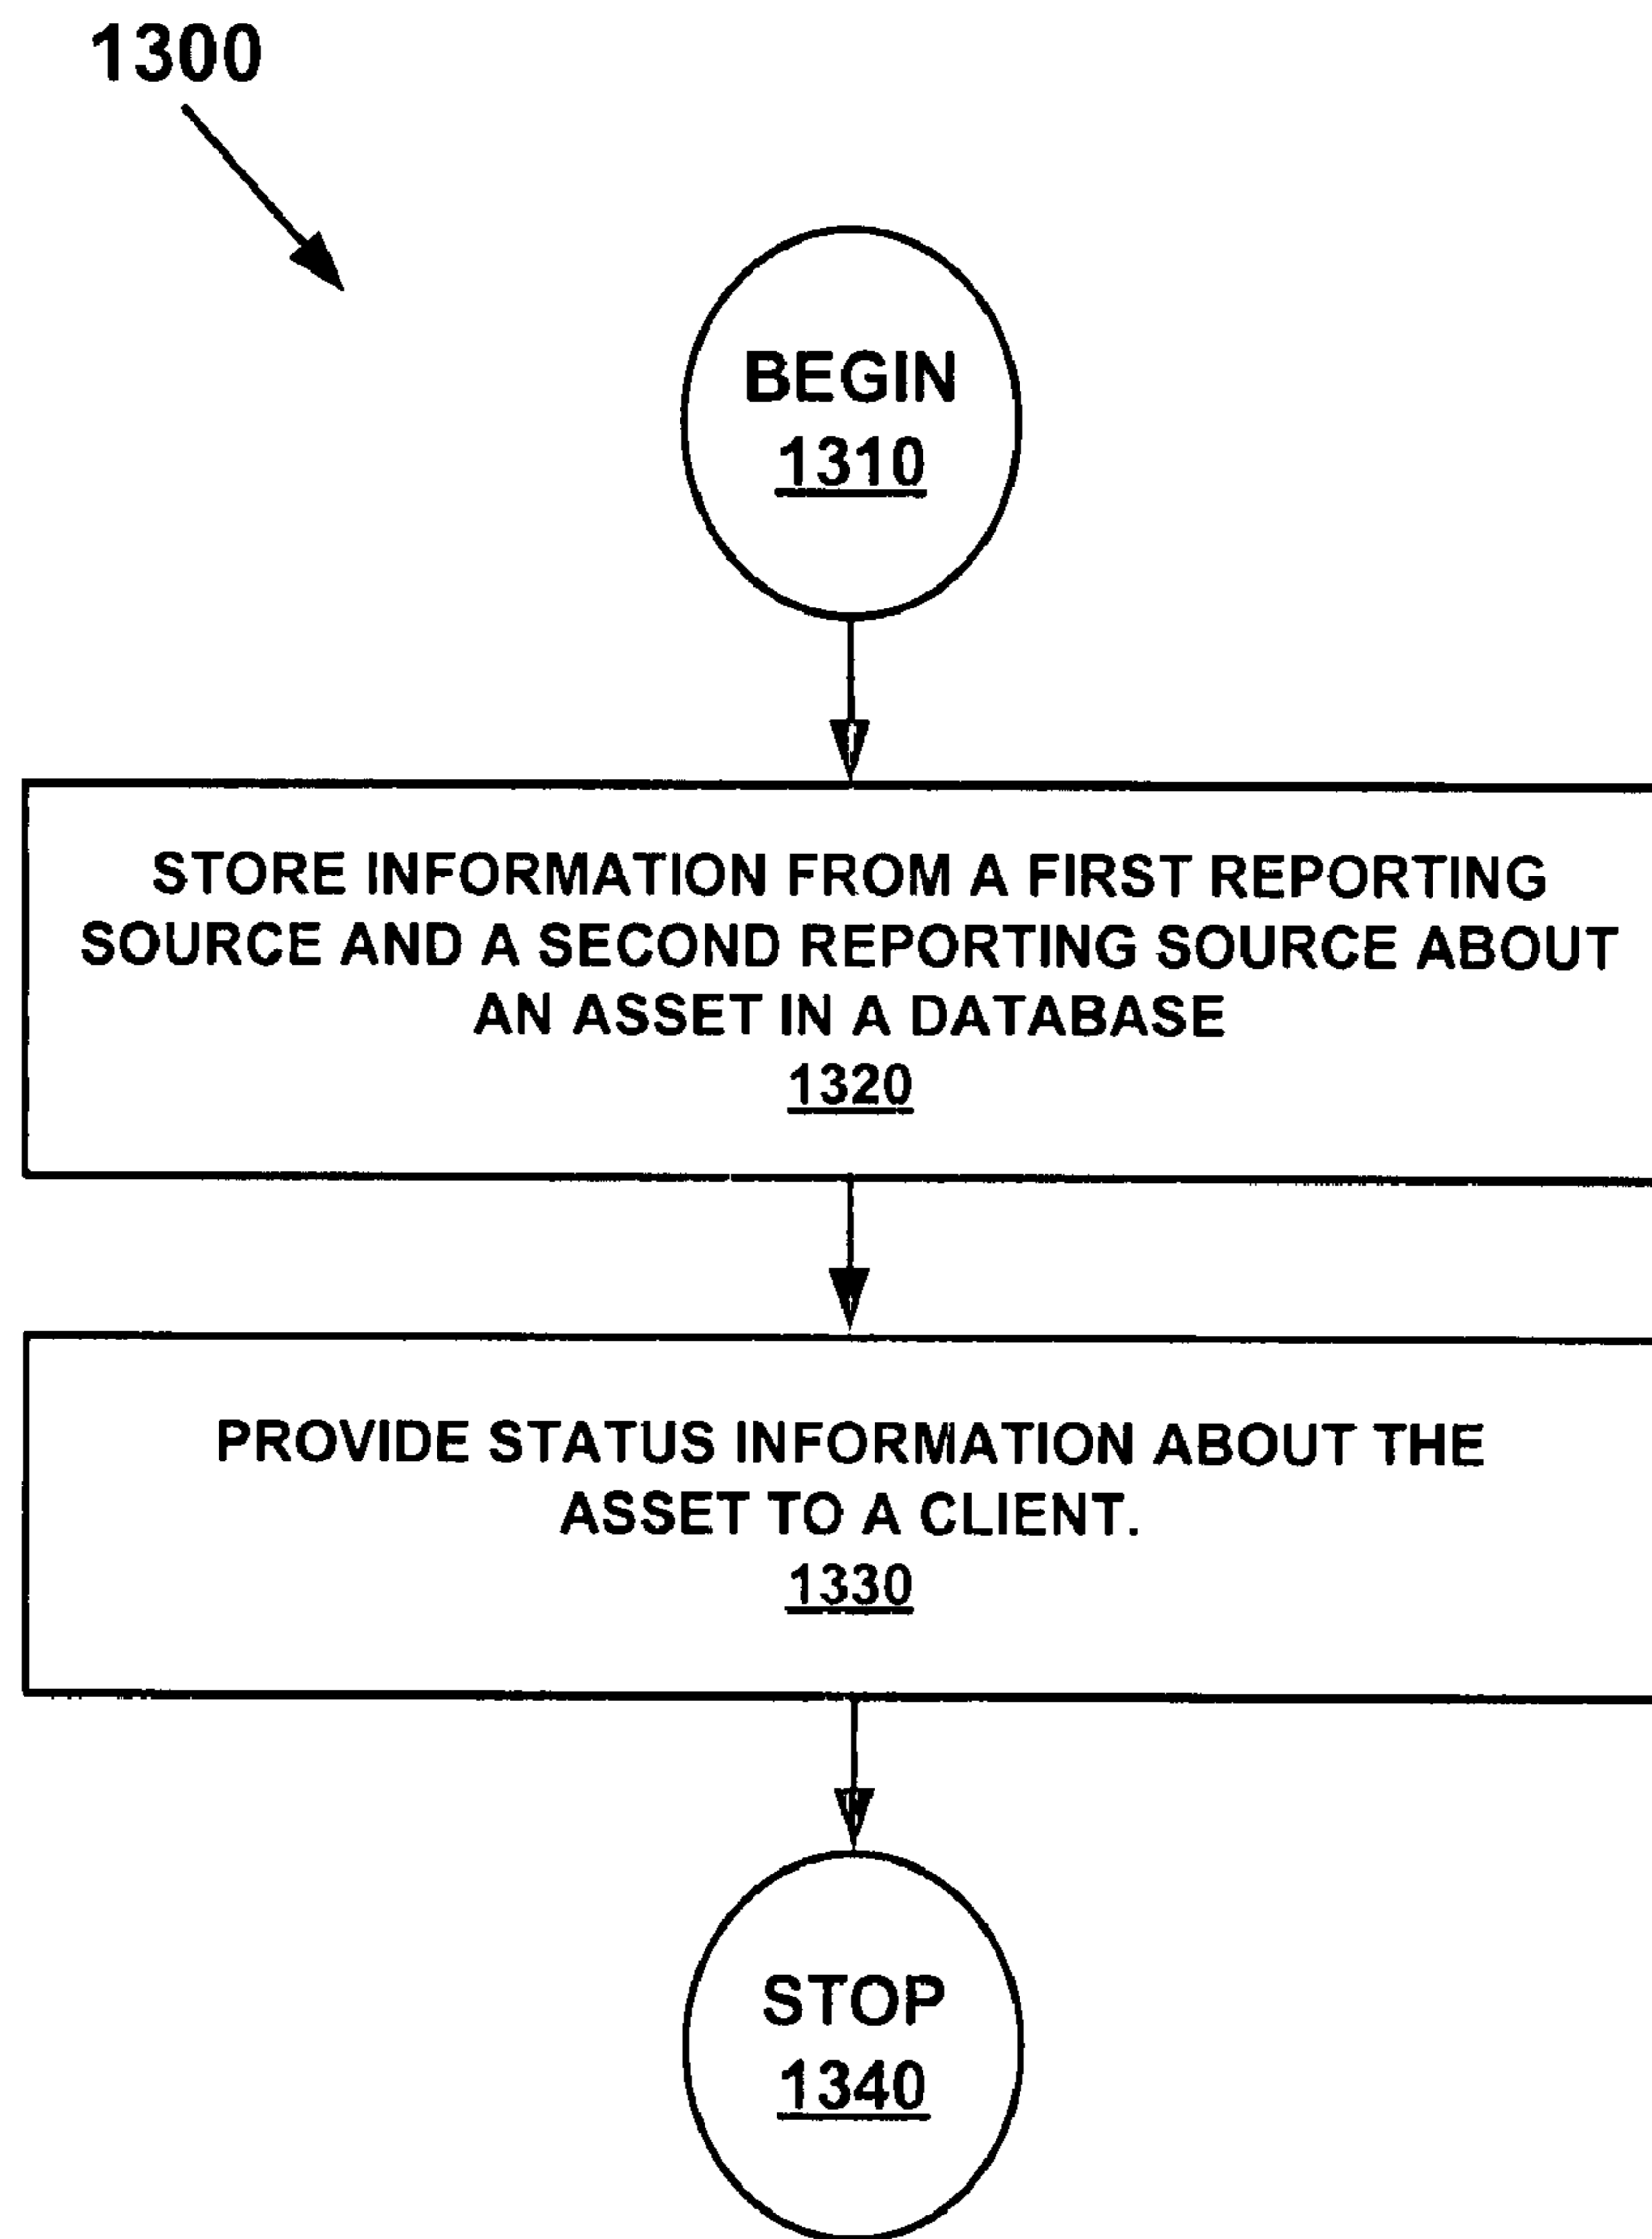 1300
BEGIN
1310
STORE INFORMATION FROM A FIRST REPORTING
SOURCE AND A SECOND REPORTING SOURCE ABOUT
AN ASSET IN A DATABASE
1320
PROVIDE STATUS INFORMATION ABOUT THE
ASSET TO A CLIENT.
1330
STOP
1340